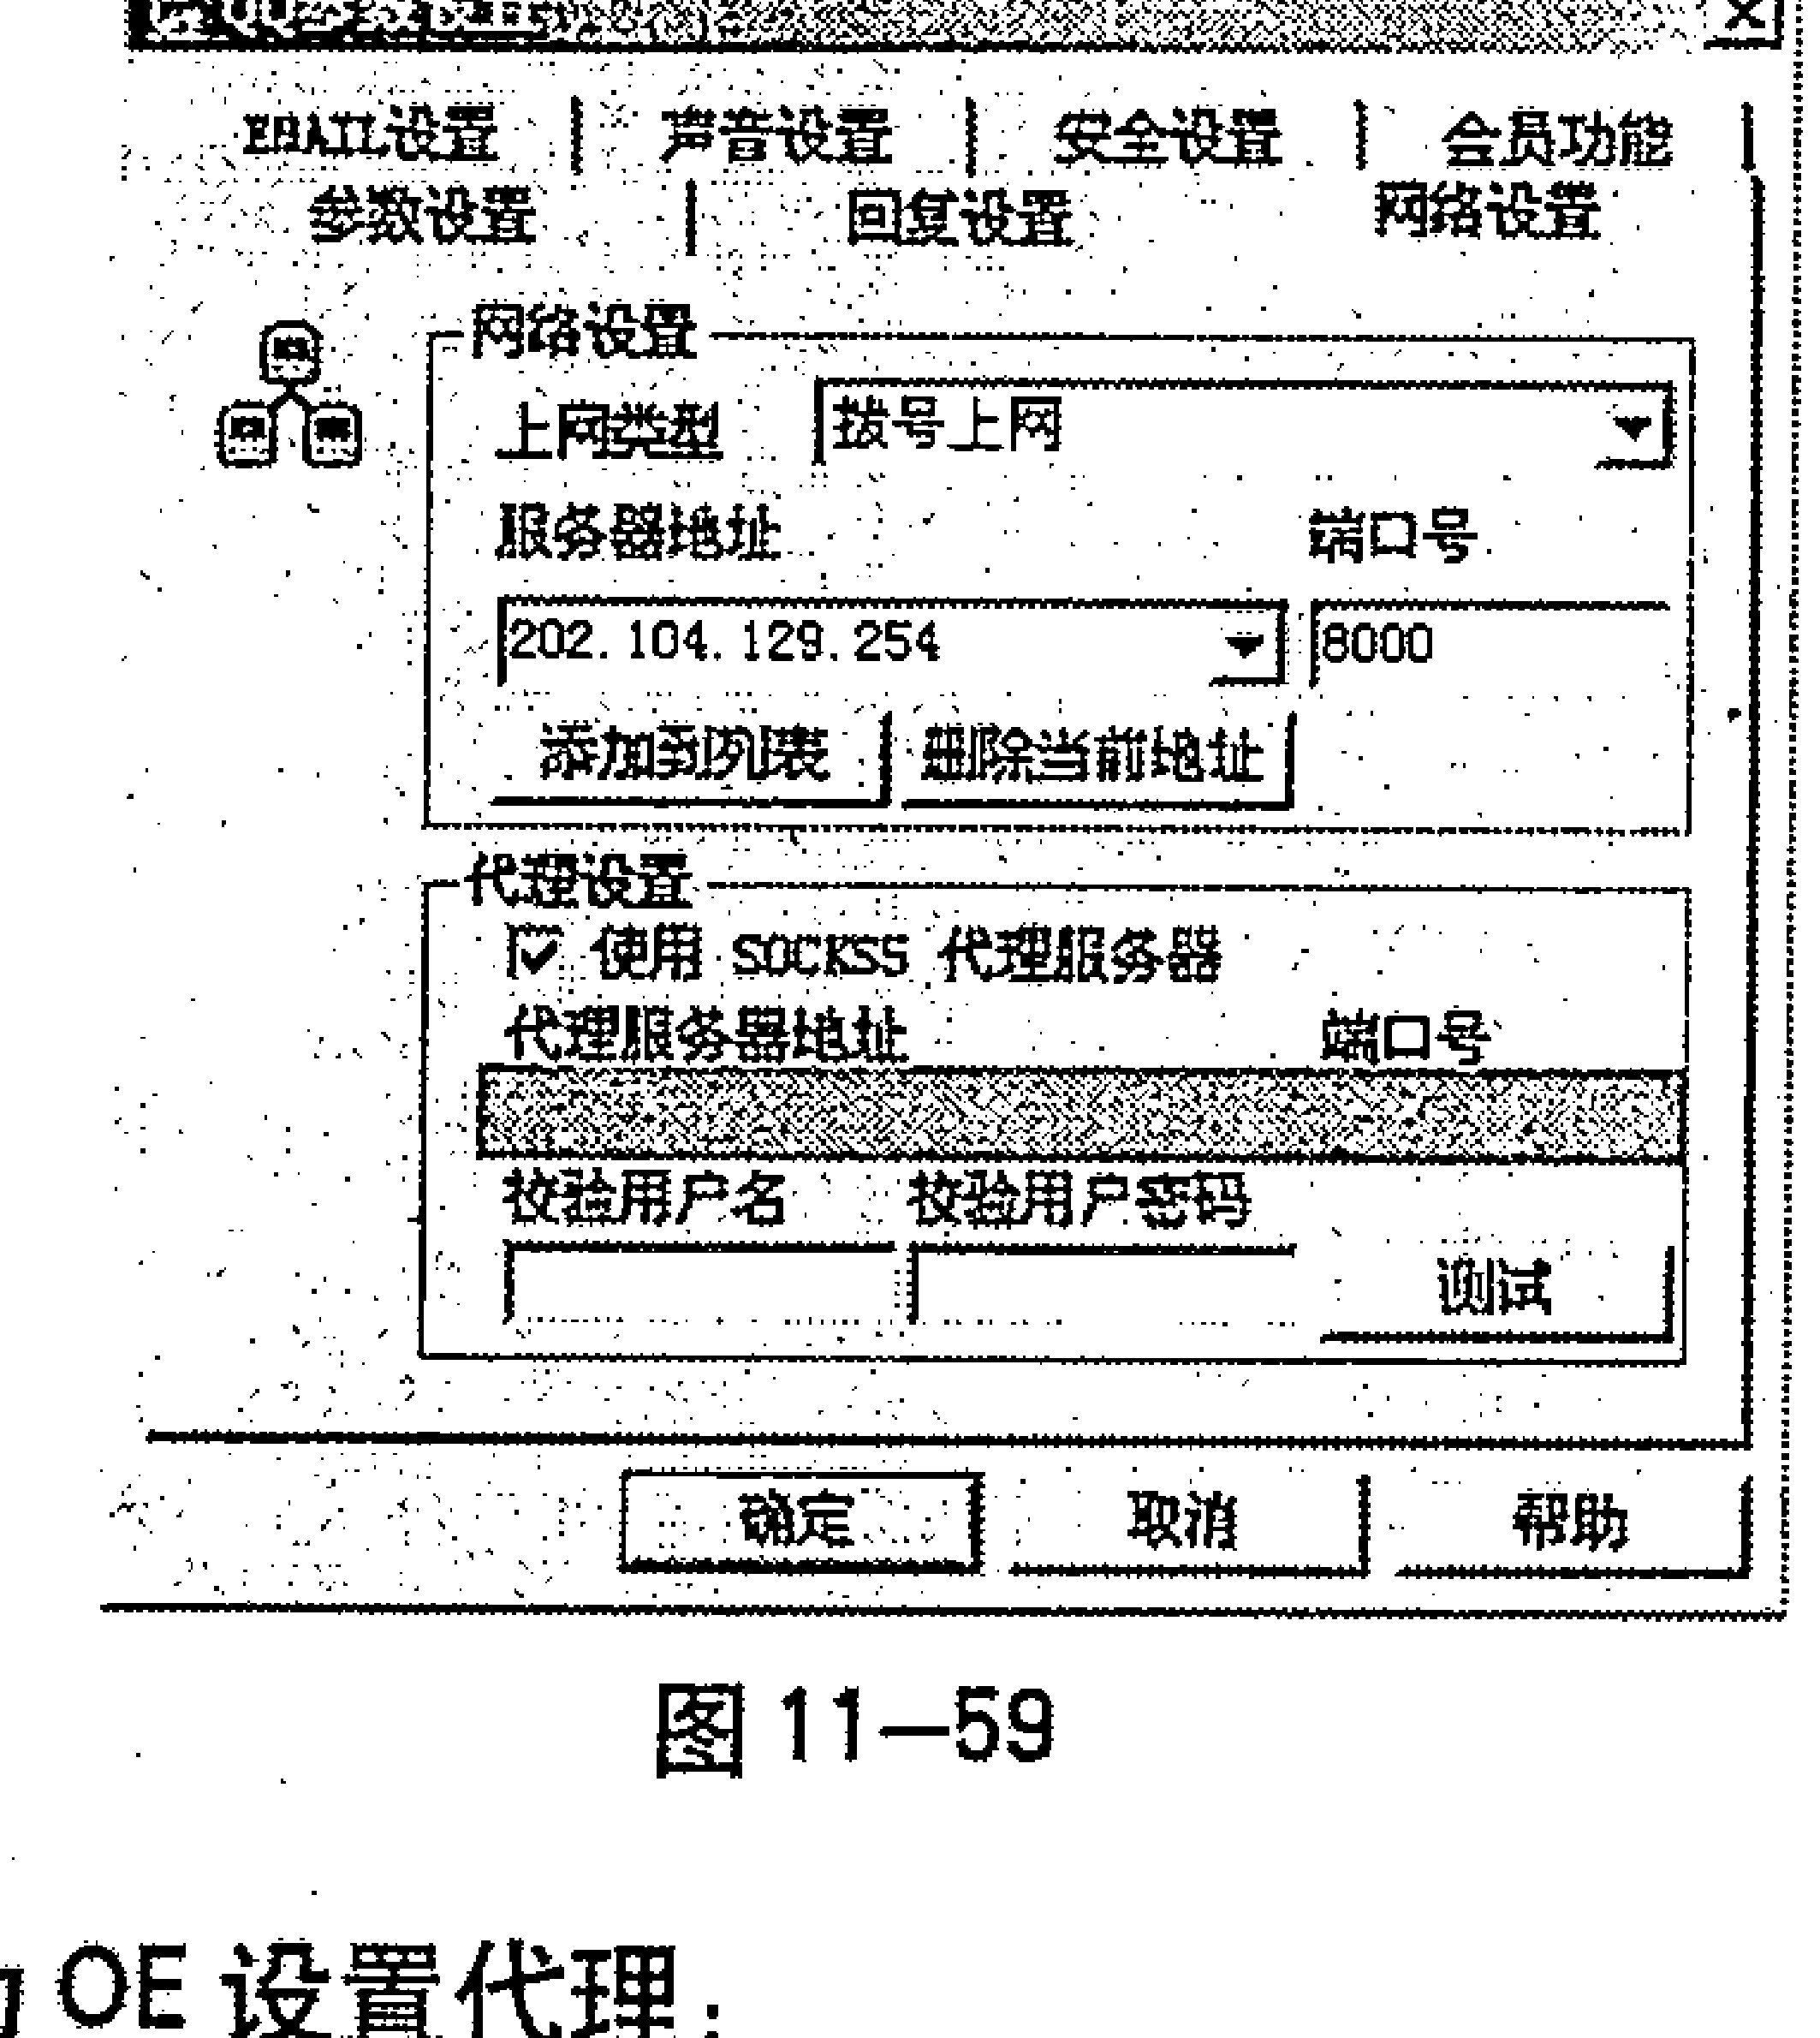 EMAIL设置 声音设置 安全设置 会员功能
参数设置 回复设置 网络设置
网络设置
上网类型 拨号上网
服务器地址 端口号
202.104.129.254 8000
添加到列表 删除当前地址
代理设置
使用 SOCKS5 代理服务器
代理服务器地址 端口号
校验用户名 校验用户密码
测试
确定 取消 帮助
图 11-59
OE 设置代理: